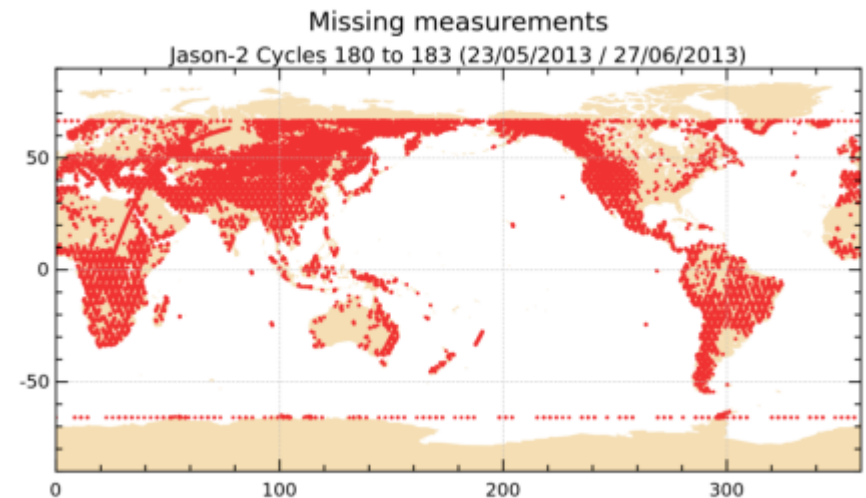 Missing measurements
Jason-2 Cycles 180 to 183 (23/05/2013 / 27/06/2013)
50
0
-50
0 100 200 300